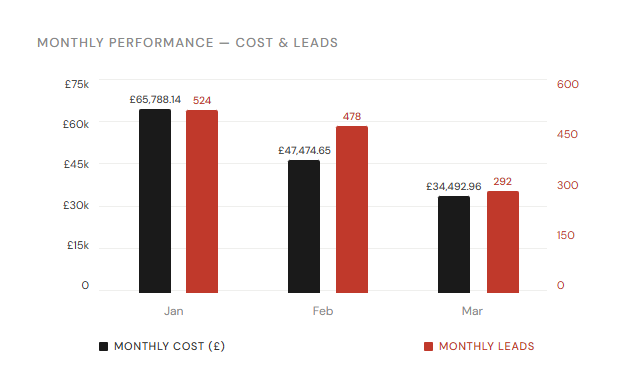 MONTHLY PERFORMANCE — COST & LEADS
£75k
600
£65,788.14 524
478
£60k
450
£47,474.65
£45k
£34,492.96 292
300
£30k
150
£15k
0
0
Jan Feb Mar
MONTHLY COST (£) MONTHLY LEADS